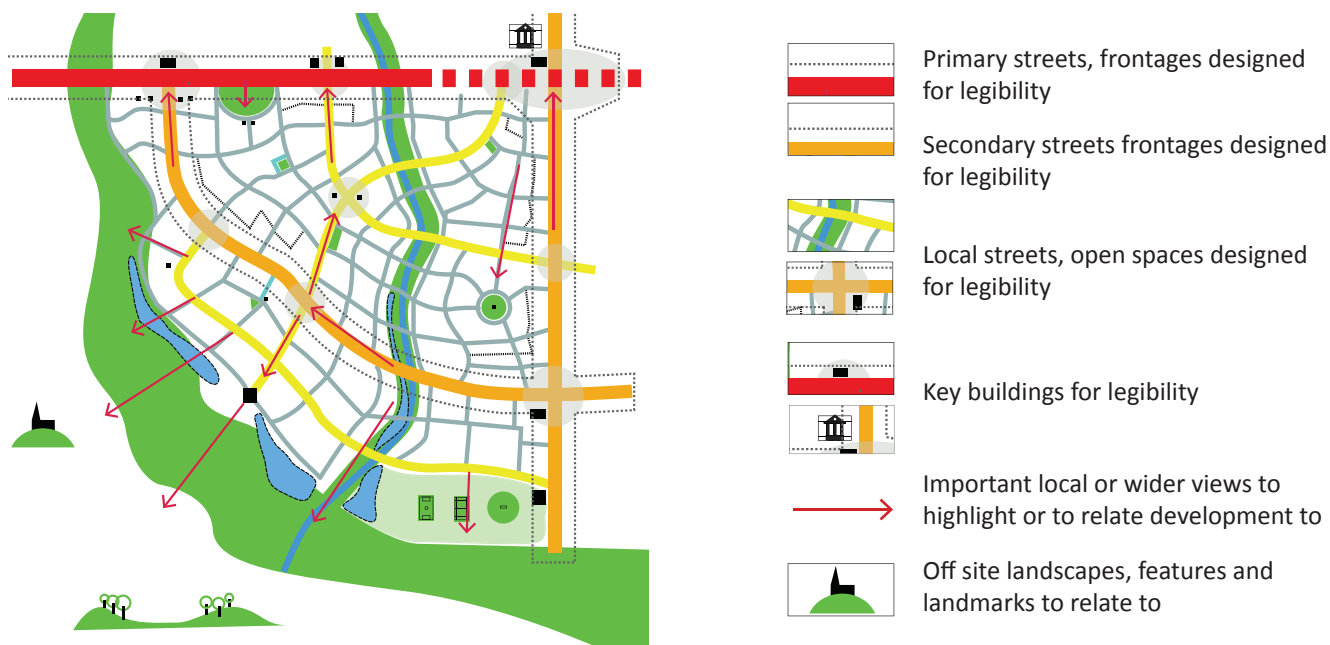 Primary streets, frontages designed
for legibility
Secondary streets frontages designed
for legibility
Local streets, open spaces designed
for legibility
Key buildings for legibility
Important local or wider views to
highlight or to relate development to
Off site landscapes, features and
landmarks to relate to